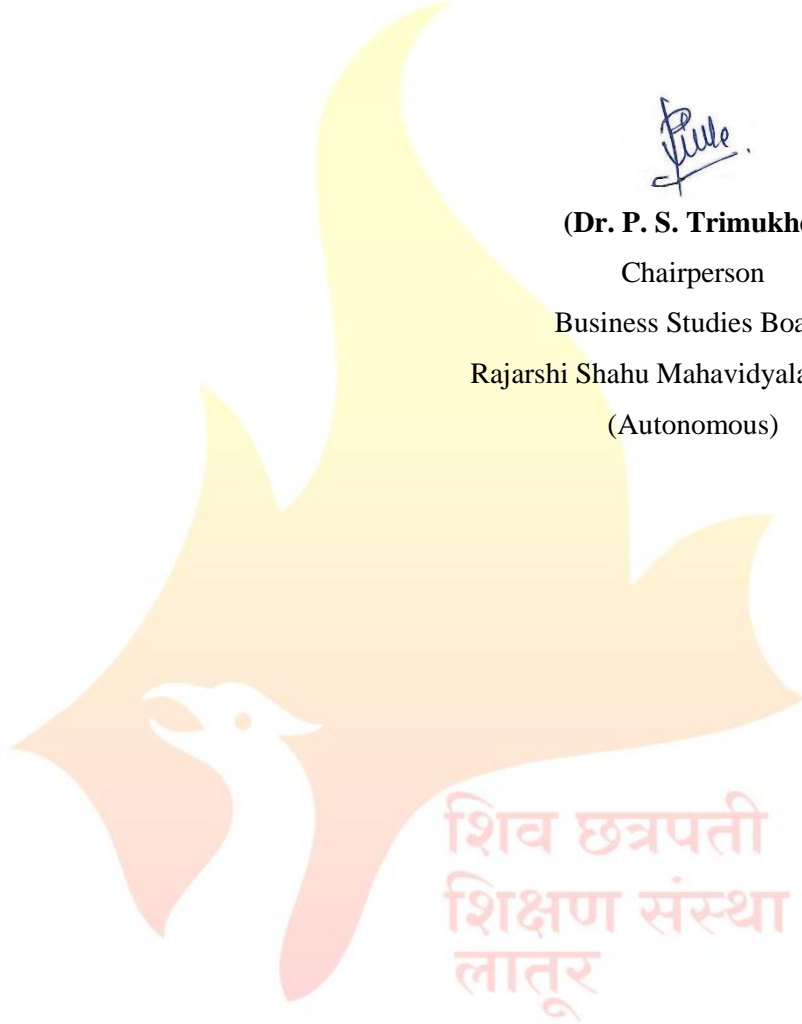 (Dr. P. S. Trimukhe
Chairperson
Business Studies Boa
Rajarshi Shahu Mahavidyala
(Autonomous)
शिव छत्रपती
शिक्षण संस्था
लातूर